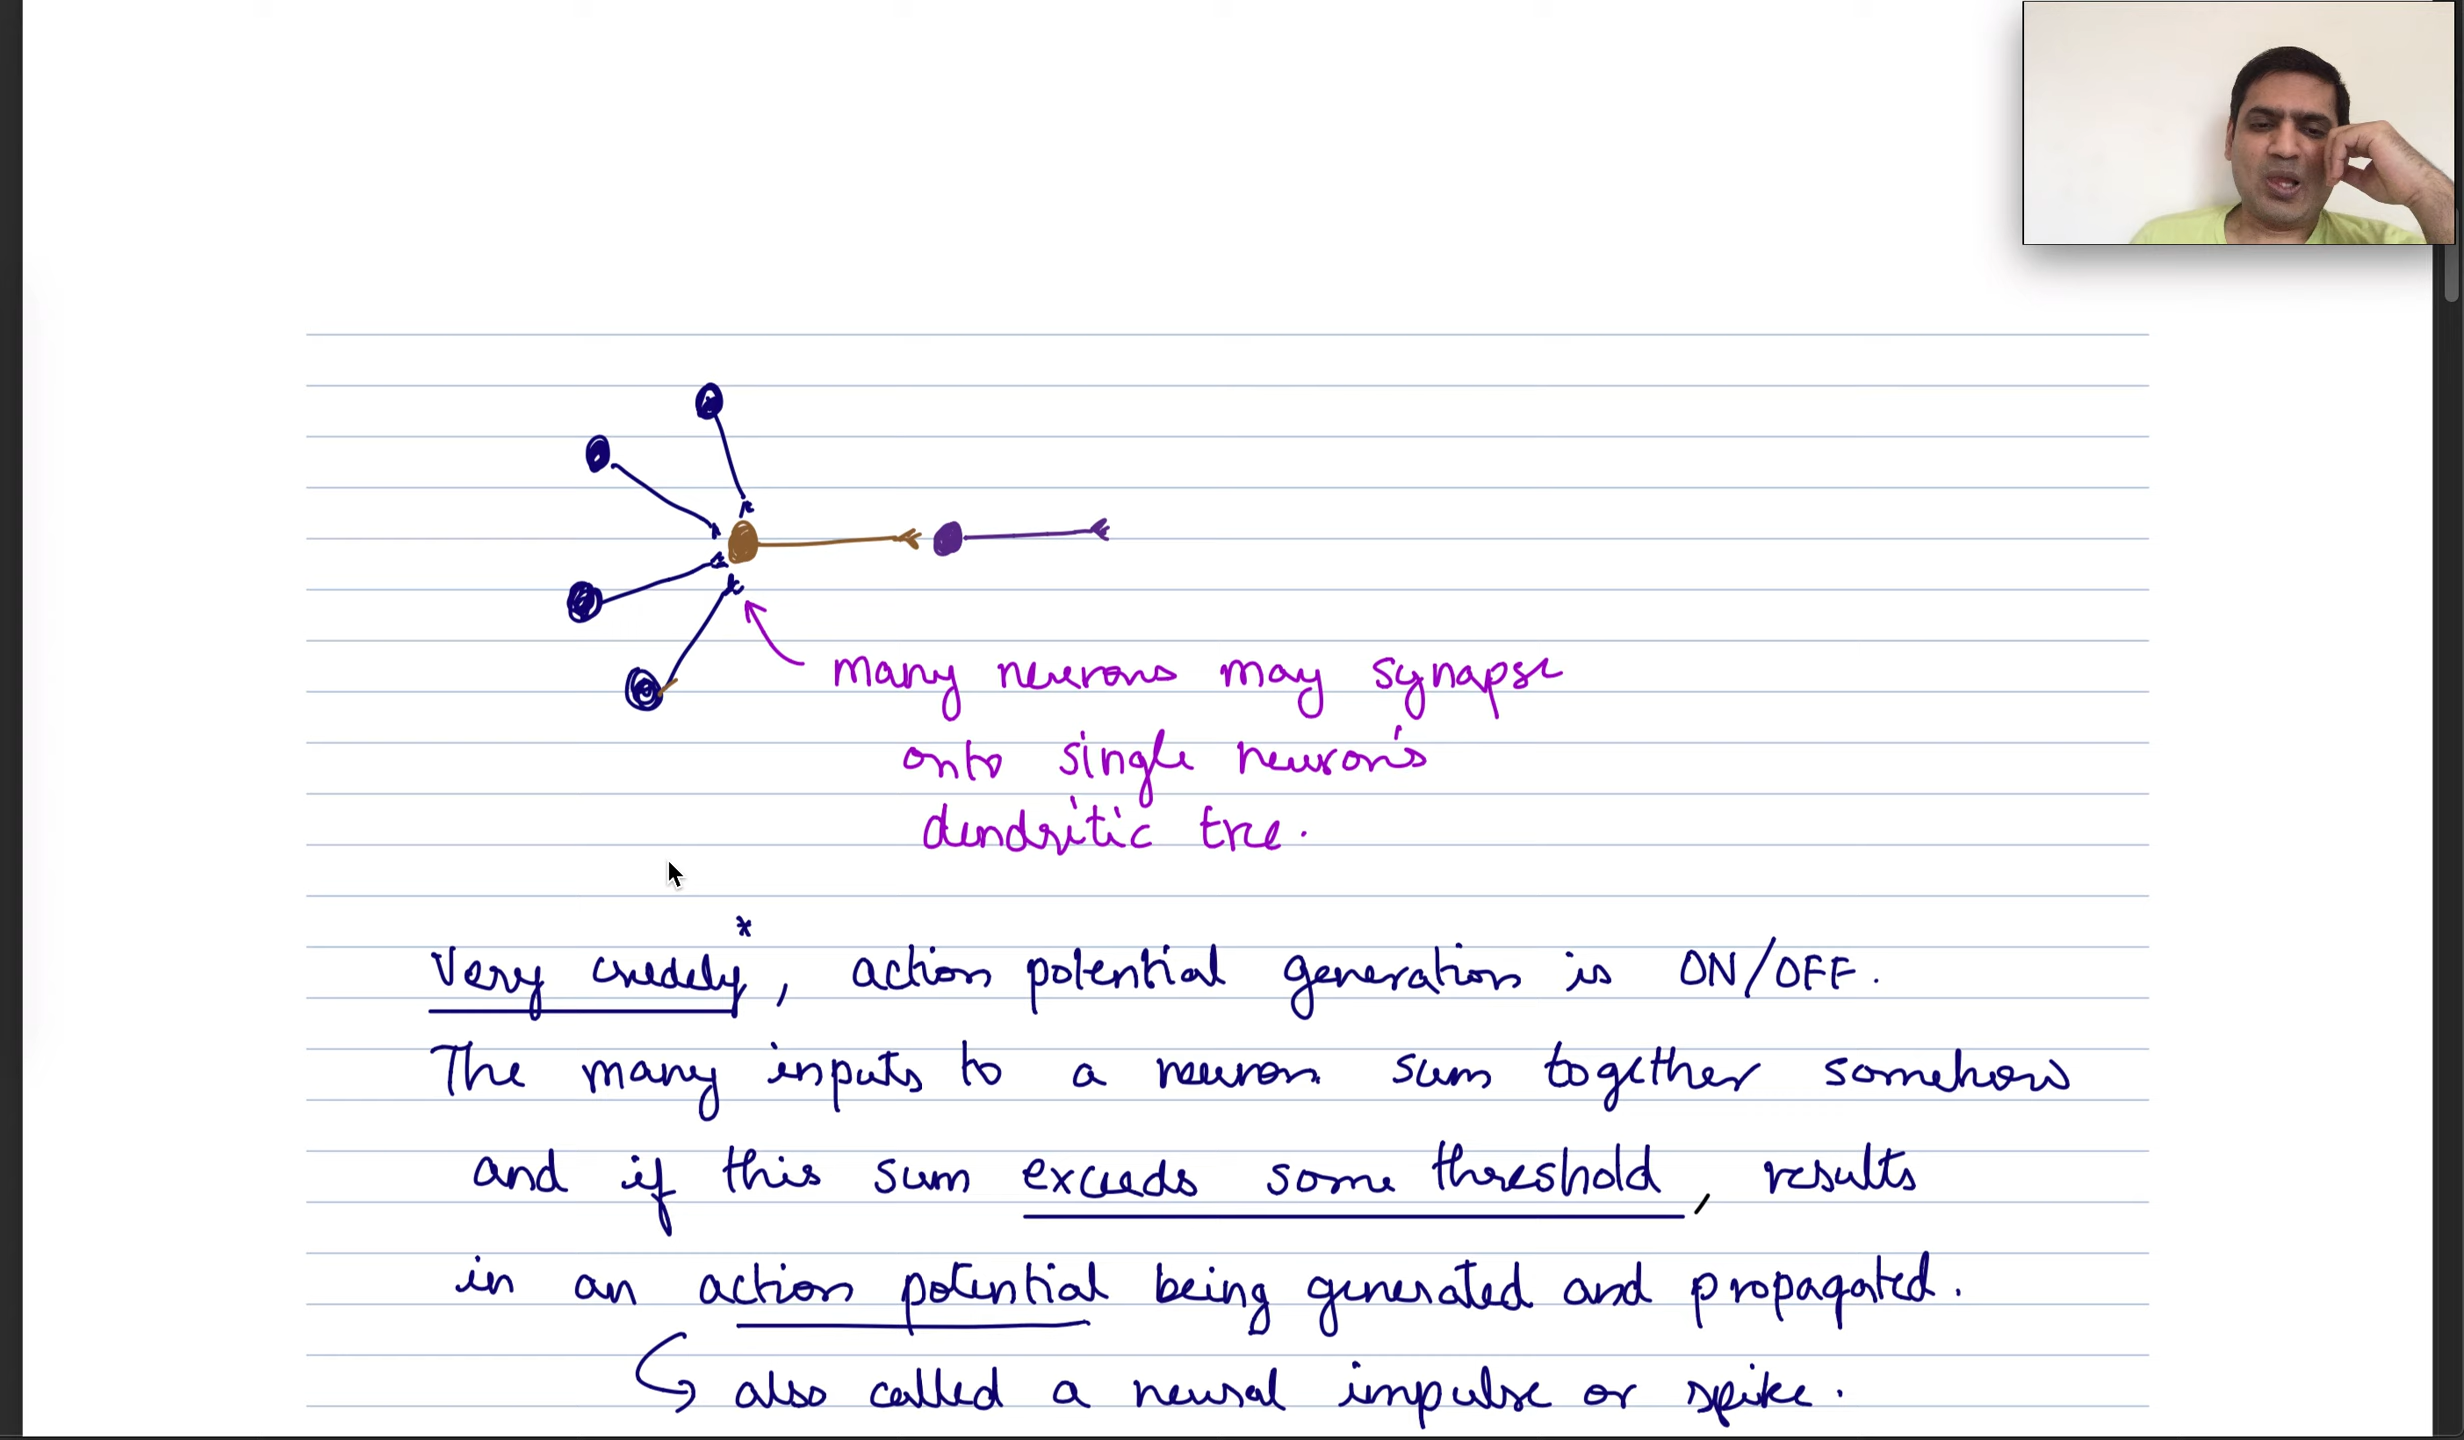 many neurons may synapse
onto single neuron's
dendritic tree.
Very crudely*, action potential generation is ON/OFF.
The many inputs to a neuron sum together somehow
and if this sum exceeds some threshold, results
in an action potential being generated and propagated.
also called a neural impulse or spike.